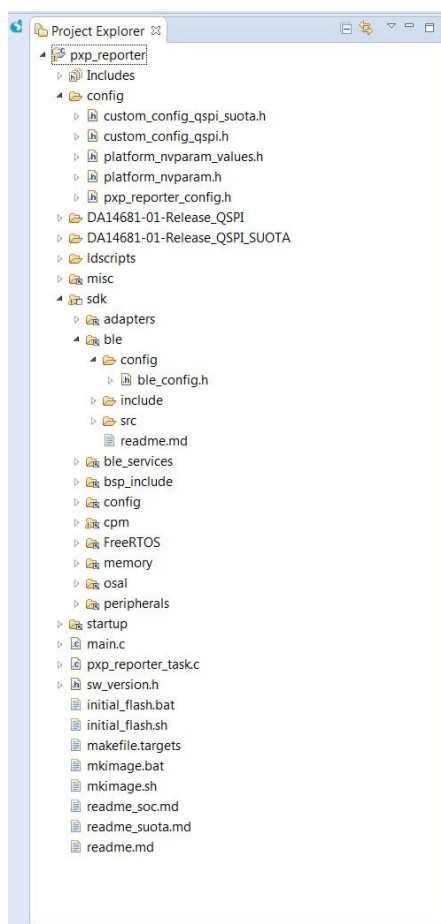 Project Explorer
pxp_reporter
Includes
config
custom_config_qspi_suota.h
custom_config_qspi.h
platform_nvparam_values.h
platform_nvparam.h
pxp_reporter_config.h
DA14681-01-Release_QSPI
DA14681-01-Release_QSPI_SUOTA
ldscripts
misc
sdk
adapters
ble
config
ble_config.h
include
src
readme.md
ble_services
bsp_include
config
cpm
FreeRTOS
memory
osal
peripherals
startup
main.c
pxp_reporter_task.c
sw_version.h
initial_flash.bat
initial_flash.sh
makefile.targets
mkimage.bat
mkimage.sh
readme_soc.md
readme_suota.md
readme.md